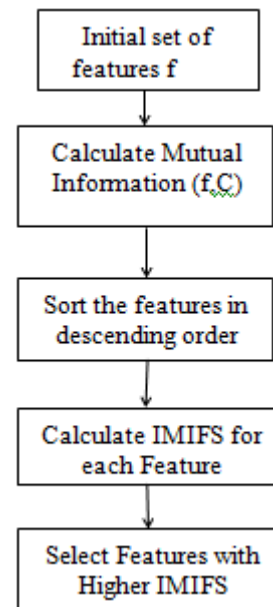 Initial set of
features f
Calculate Mutual
Information (f,C)
Sort the features in
descending order
Calculate IMIFS for
each Feature
Select Features with
Higher IMIFS